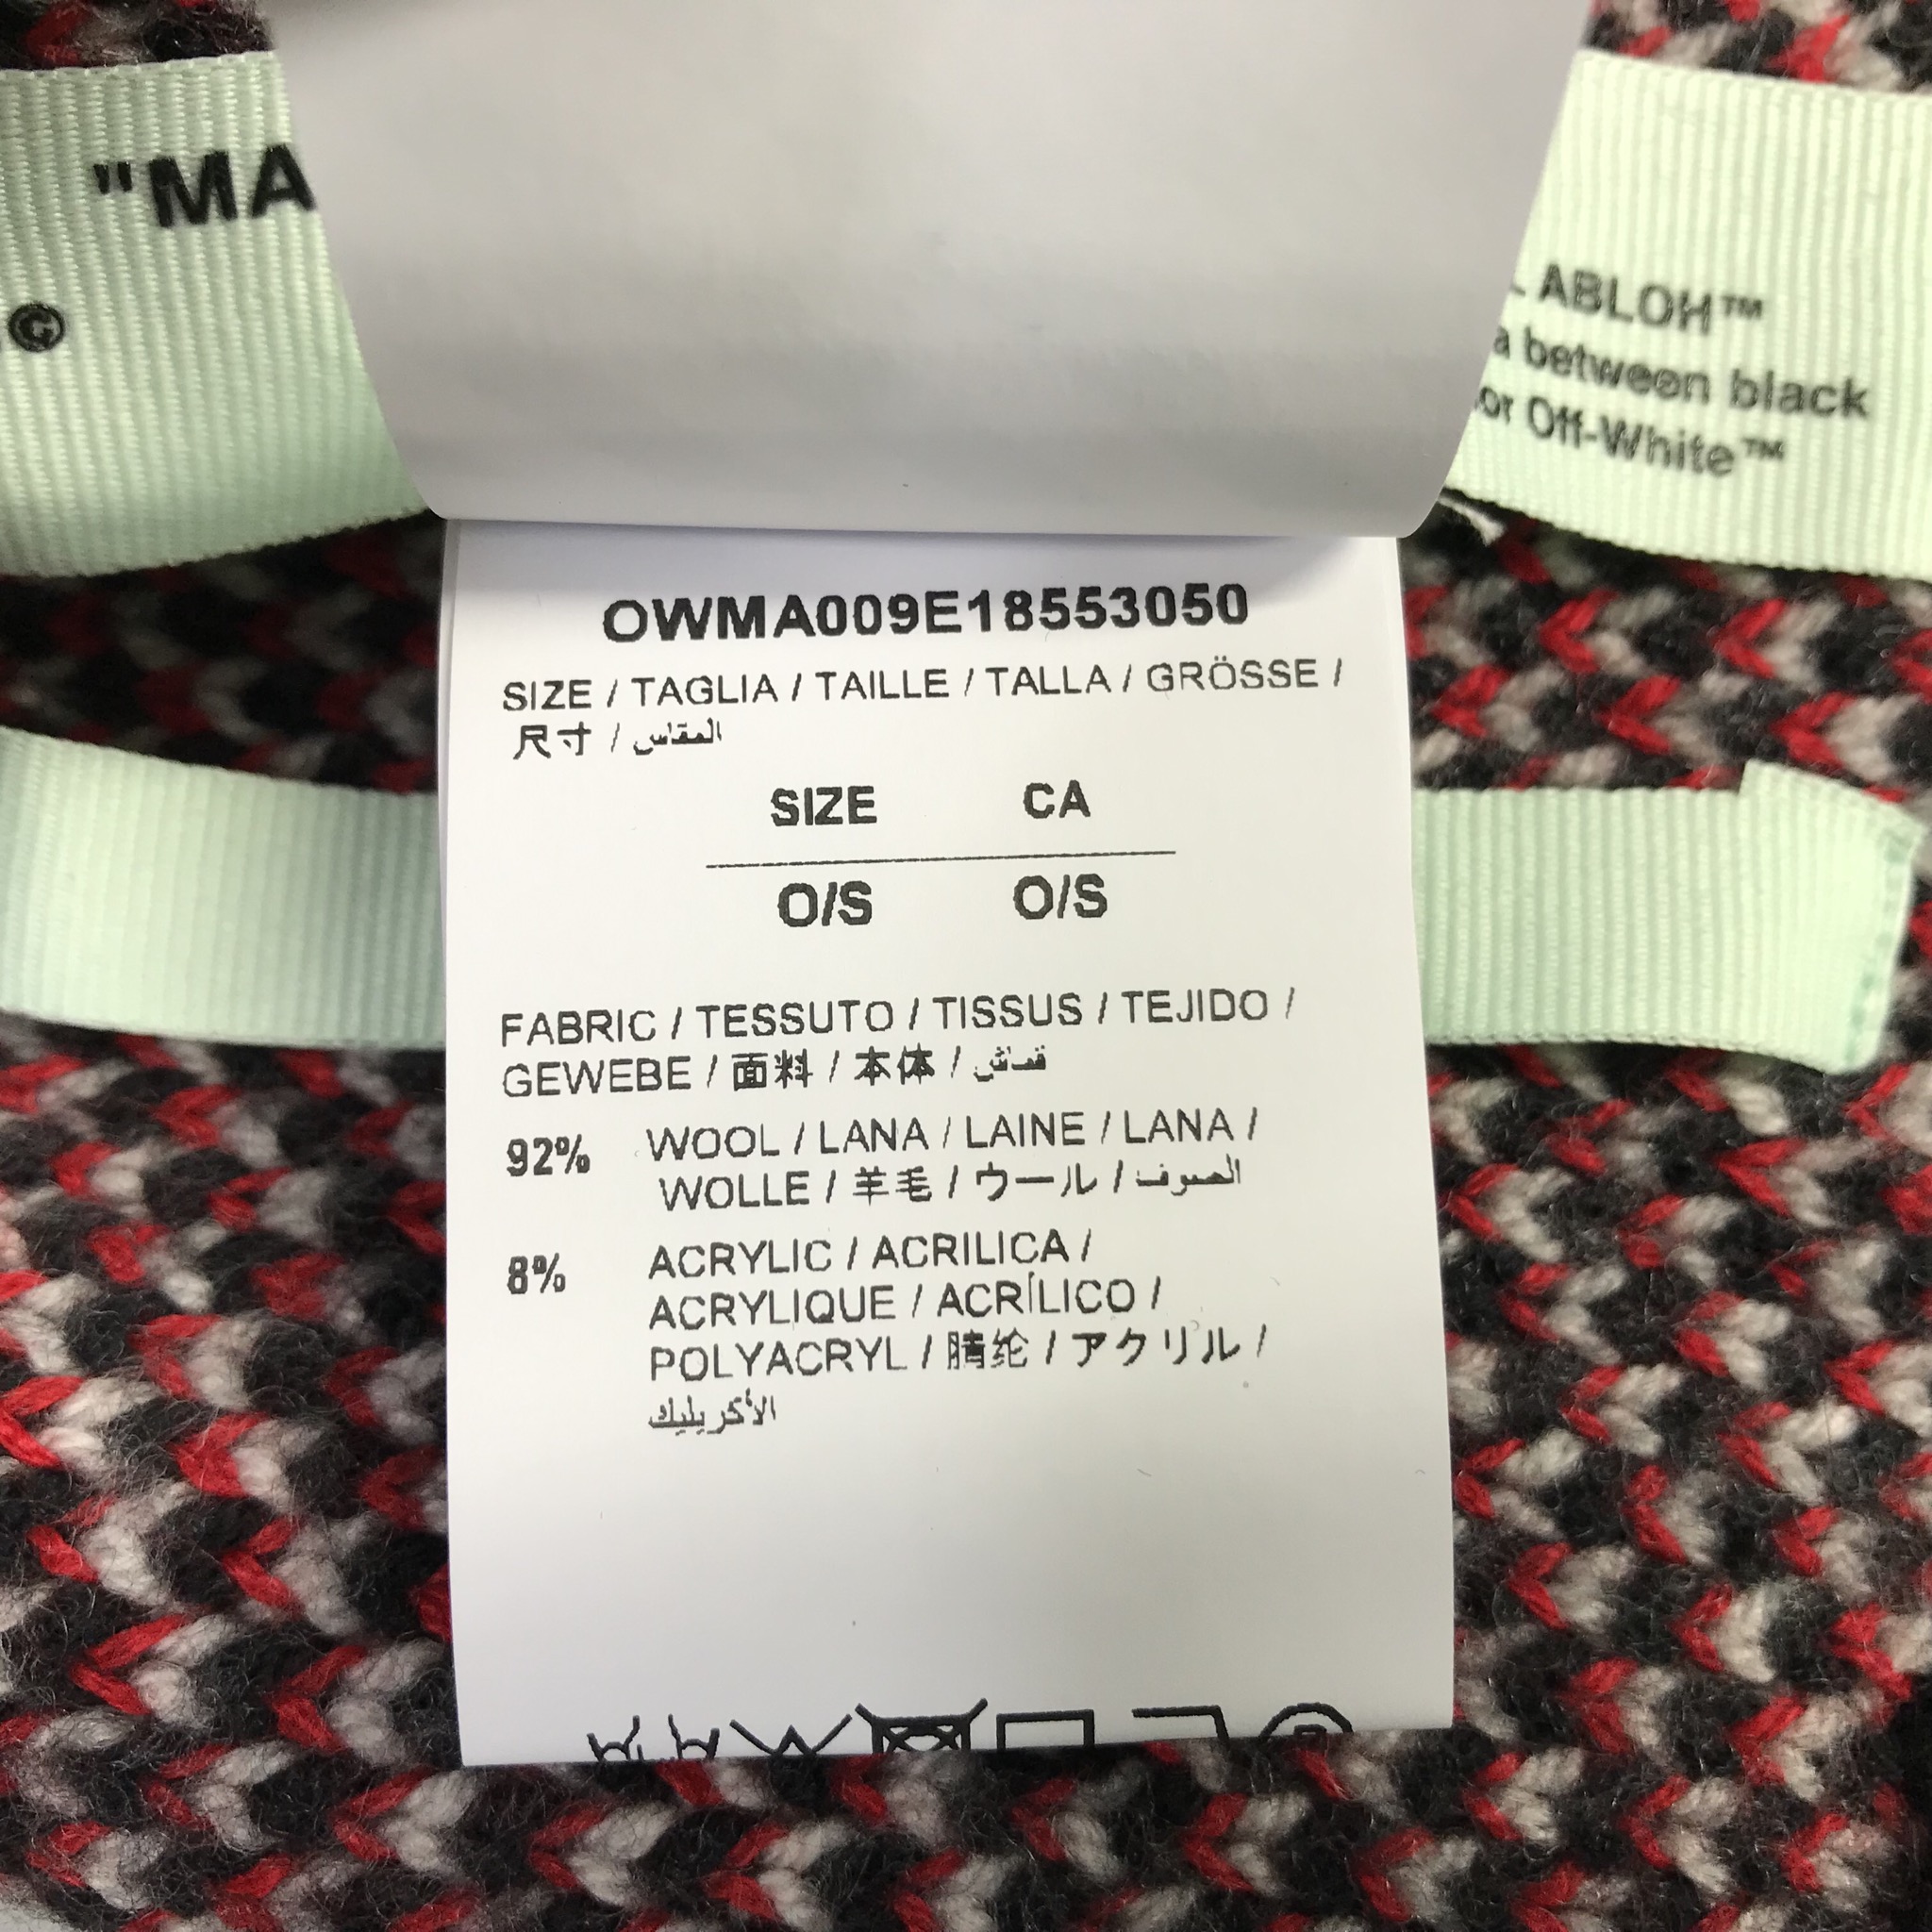 "MA
©
ABLOH™
a between black
or Off-White™
OWMA009E18553050
SIZE / TAGLIA / TAILLE / TALLA / GRÖSSE /
尺寸 / المقاس
SIZE CA
O/S O/S
FABRIC / TESSUTO / TISSUS / TEJIDO /
GEWEBE / 面料 / 本体 / قماش
92% WOOL / LANA / LAINE / LANA /
WOLLE / 羊毛 / ウール / الصوف
8% ACRYLIC / ACRILICA /
ACRYLIQUE / ACRÍLICO /
POLYACRYL / 腈纶 / アクリル /
الأكريليك